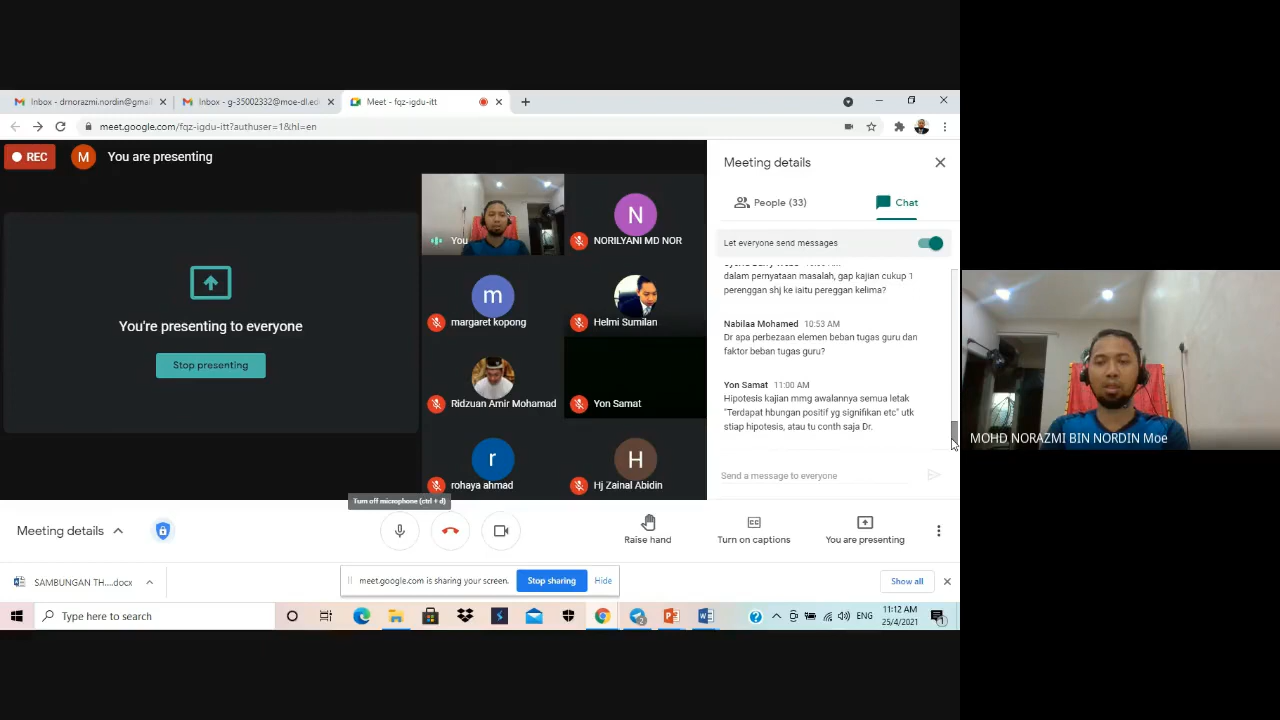 Inbox - drnorazmi.nordin@gmai
Inbox - g-35002332@moe-dl.ed
Meet - fqz-igdu-itt
meet.google.com/fqz-igdu-itt?authuser=1&hl=en
REC
M
You are presenting
You're presenting to everyone
Stop presenting
You
N
NORILYANI MD NOR
m
margaret kopong
Helmi Sumilan
Ridzuan Amir Mohamad
Yon Samat
r
rohaya ahmad
H
Hj Zainal Abidin
Meeting details
People (33)
Chat
Let everyone send messages
dalam pernyataan masalah, gap kajian cukup 1
perenggan shj ke iaitu pereggan kelima?
Nabilaa Mohamed 10:53 AM
Dr apa perbezaan elemen beban tugas guru dan
faktor beban tugas guru?
Yon Samat 11:00 AM
Hipotesis kajian mmg awalannya semua letak
"Terdapat hbungan positif yg signifikan etc" utk
stiap hipotesis, atau tu conth saja Dr.
Send a message to everyone
Turn off microphone (ctrl + d)
Meeting details
Raise hand
Turn on captions
You are presenting
SAMBUNGAN TH....docx
meet.google.com is sharing your screen.
Stop sharing
Hide
Show all
Type here to search
ENG
11:12 AM
25/4/2021
MOHD NORAZMI BIN NORDIN Moe